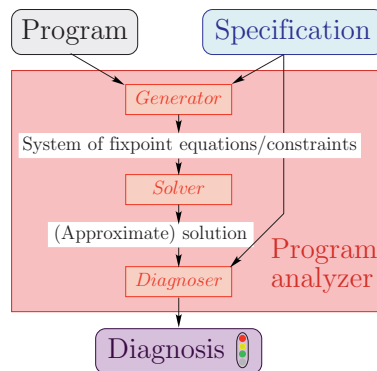 Program
Specification
Generator
System of fixpoint equations/constraints
Solver
(Approximate) solution
Program
analyzer
Diagnoser
Diagnosis